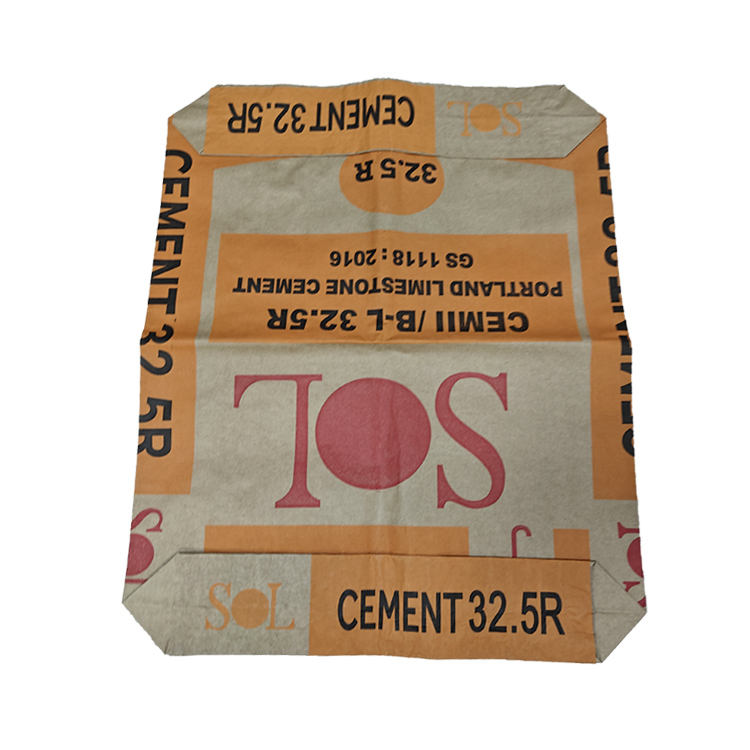 SOL CEMENT 32.5R
SOL
CEMII / B-L 32.5R
PORTLAND LIMESTONE CEMENT
GS 1118 : 2016
32.5 R
CEMENT 32.5R
SOL CEMENT 32.5R